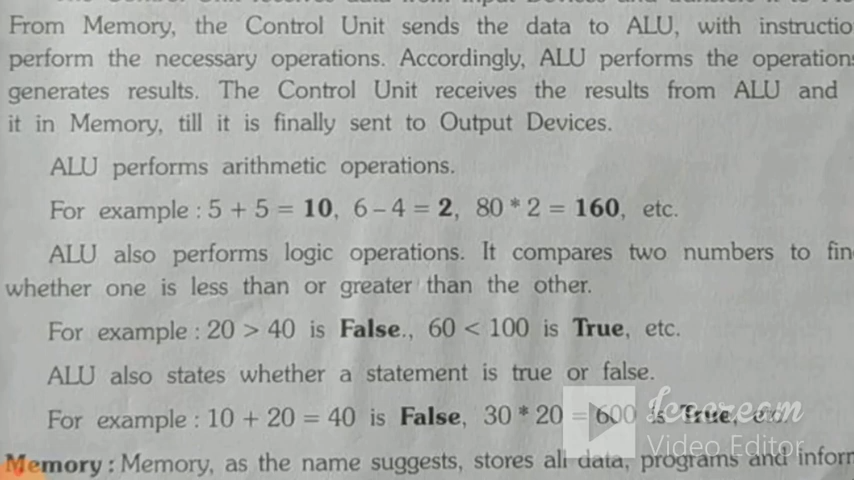 From Memory, the Control Unit sends the data to ALU, with instructio
perform the necessary operations. Accordingly, ALU performs the operation
generates results. The Control Unit receives the results from ALU and
it in Memory, till it is finally sent to Output Devices.
ALU performs arithmetic operations.
For example : 5 + 5 = 10, 6 – 4 = 2, 80 * 2 = 160, etc.
ALU also performs logic operations. It compares two numbers to fin
whether one is less than or greater than the other.
For example : 20 > 40 is False., 60 < 100 is True, etc.
ALU also states whether a statement is true or false.
For example : 10 + 20 = 40 is False, 30 * 20 = 600 is True, etc.
Icecream
Video Editor
Memory : Memory, as the name suggests, stores all data, programs and inform